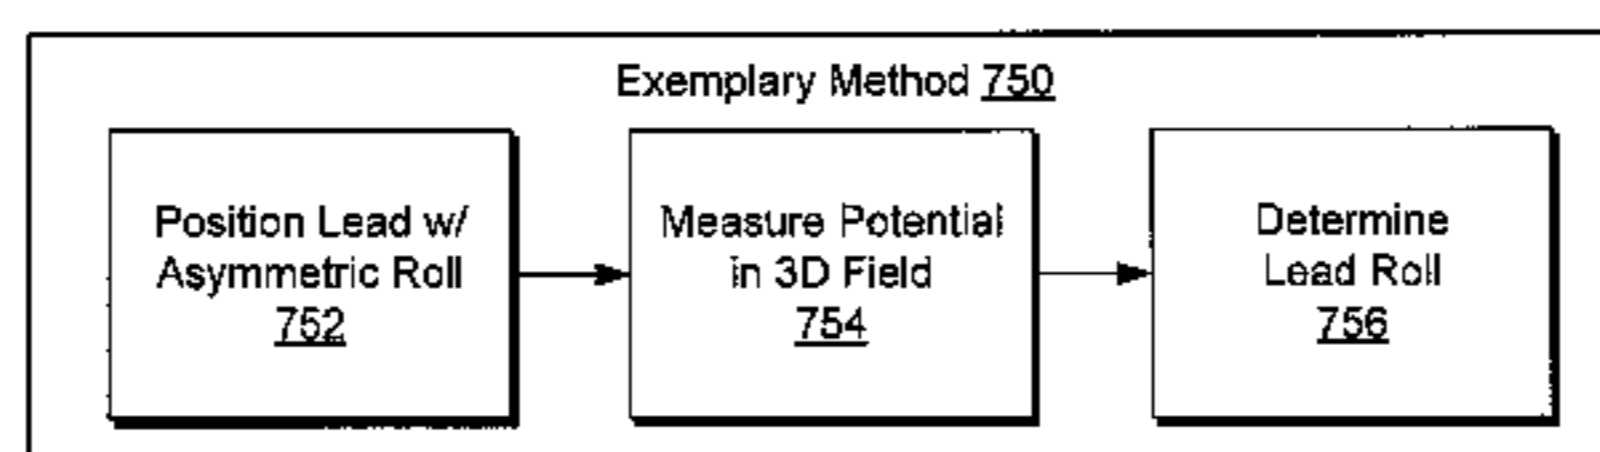 Exemplary Method 750
Position Lead w/
Asymmetric Roll
752
Measure Potential
in 3D Field
754
Determine
Lead Roll
756